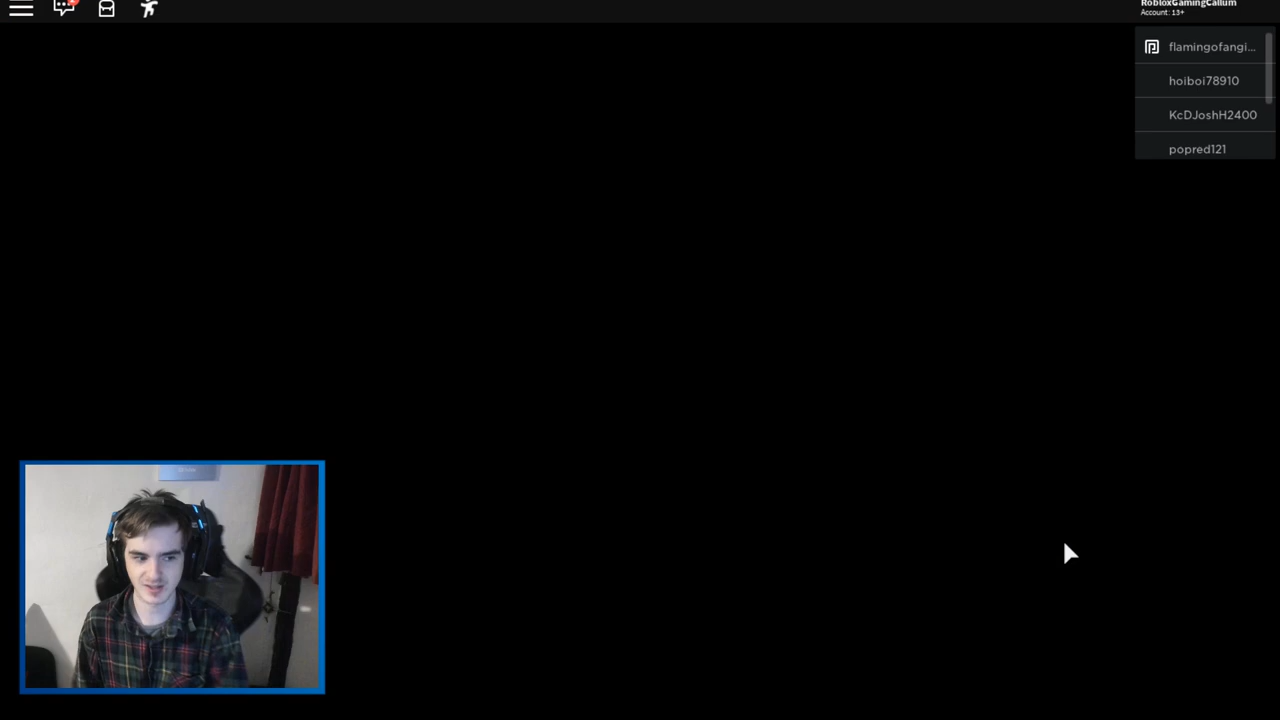 RobloxGamingCallum
Account: 13+
flamingofangi...
hoiboi78910
KcDJoshH2400
popred121